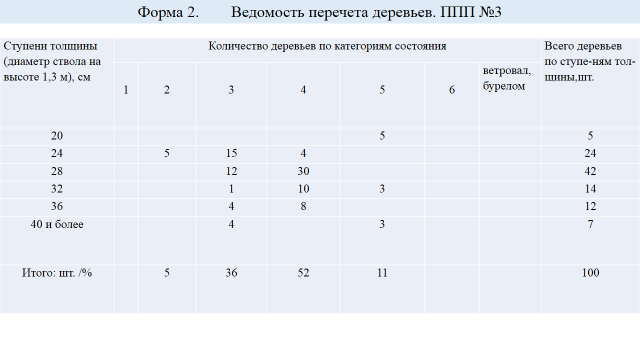 Форма 2. Ведомость перечета деревьев. ППП №3
Ступени толщины (диаметр ствола на высоте 1,3 м), см
Количество деревьев по категориям состояния
Всего деревьев по ступе-ням тол-щины,шт.
1 2 3 4 5 6 ветровал, бурелом
20 5 5
24 5 15 4 24
28 12 30 42
32 1 10 3 14
36 4 8 12
40 и более 4 3 7
Итого: шт. /% 5 36 52 11 100